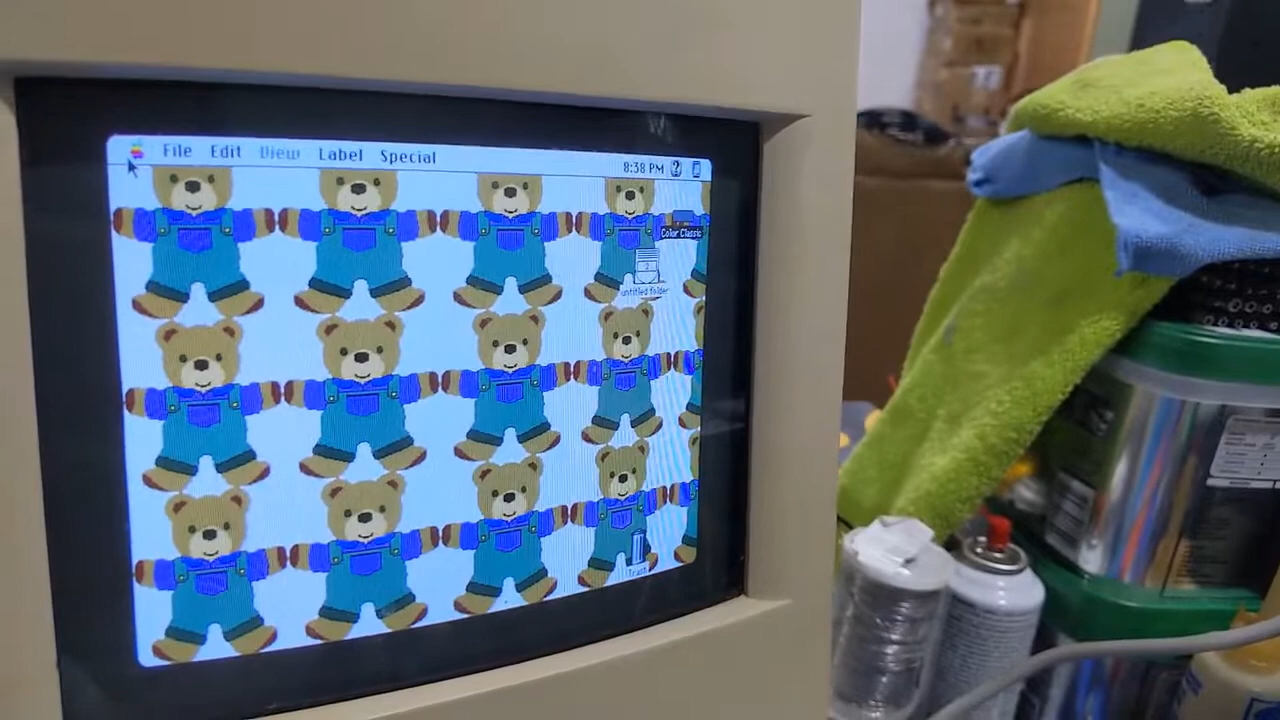 File Edit View Label Special 8:38 PM
Color Classic
untitled folder
Trash